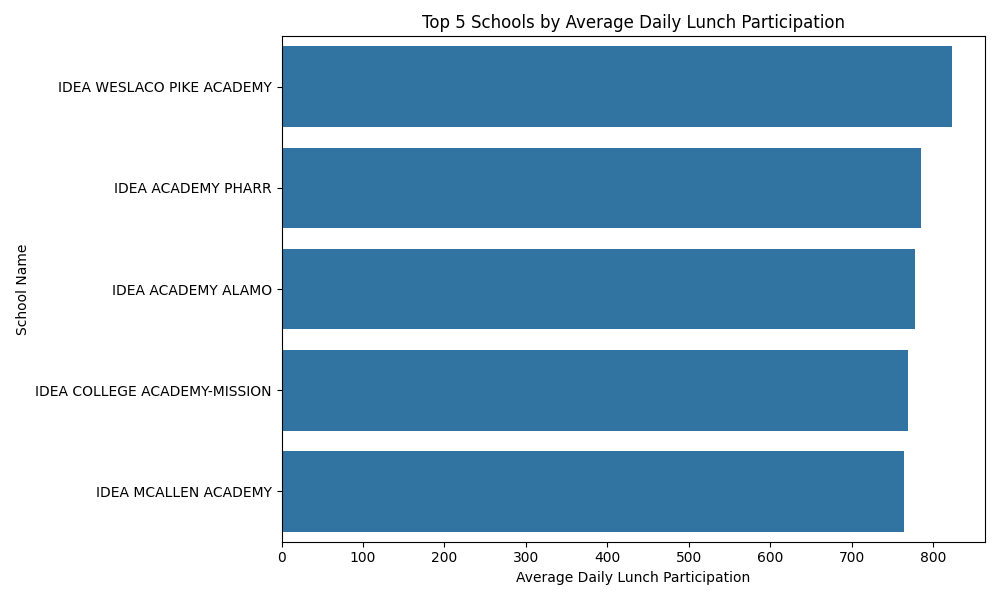 Top 5 Schools by Average Daily Lunch Participation
School Name
IDEA WESLACO PIKE ACADEMY
IDEA ACADEMY PHARR
IDEA ACADEMY ALAMO
IDEA COLLEGE ACADEMY-MISSION
IDEA MCALLEN ACADEMY
0 100 200 300 400 500 600 700 800
Average Daily Lunch Participation